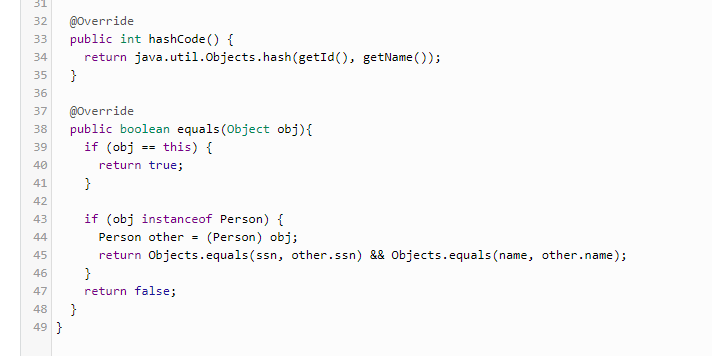 31
32 @Override
33 public int hashCode() {
34 return java.util.Objects.hash(getId(), getName());
35 }
36
37 @Override
38 public boolean equals(Object obj){
39 if (obj == this) {
40 return true;
41 }
42
43 if (obj instanceof Person) {
44 Person other = (Person) obj;
45 return Objects.equals(ssn, other.ssn) && Objects.equals(name, other.name);
46 }
47 return false;
48 }
49 }